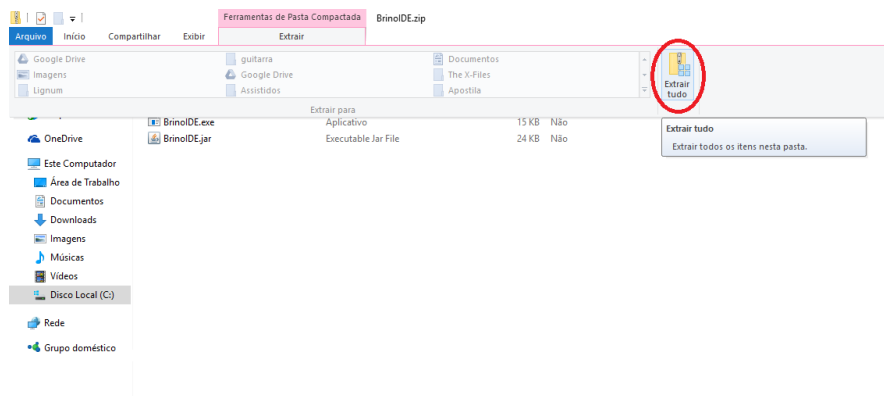 Ferramentas de Pasta Compactada BrinoIDE.zip
Arquivo Início Compartilhar Exibir Extrair
Google Drive guitarra Documentos
Imagens Google Drive The X-Files
Lignum Assistidos Apostila
Extrair tudo
Extrair para
BrinoIDE.exe Aplicativo 15 KB Não
Extrair tudo
Extrair todos os itens nesta pasta.
OneDrive BrinoIDE.jar Executable Jar File 24 KB Não
Este Computador
Área de Trabalho
Documentos
Downloads
Imagens
Músicas
Vídeos
Disco Local (C:)
Rede
Grupo doméstico